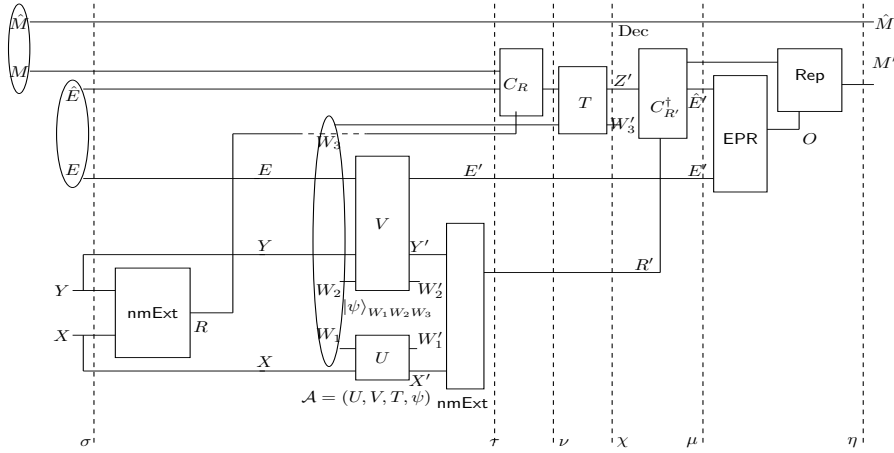 M̂ M̂
Dec
M C_R T Z′ C†_{R′} Rep M′
Ê Ê′
W_3 W′_3 EPR O
E E E′ E′
V
Y Y′
Y W_2 W′_2 R′
nmExt |ψ⟩_{W_1W_2W_3}
R
X W_1 W′_1
U
X X′
𝒜 = (U, V, T, ψ) nmExt
σ τ ν χ μ η